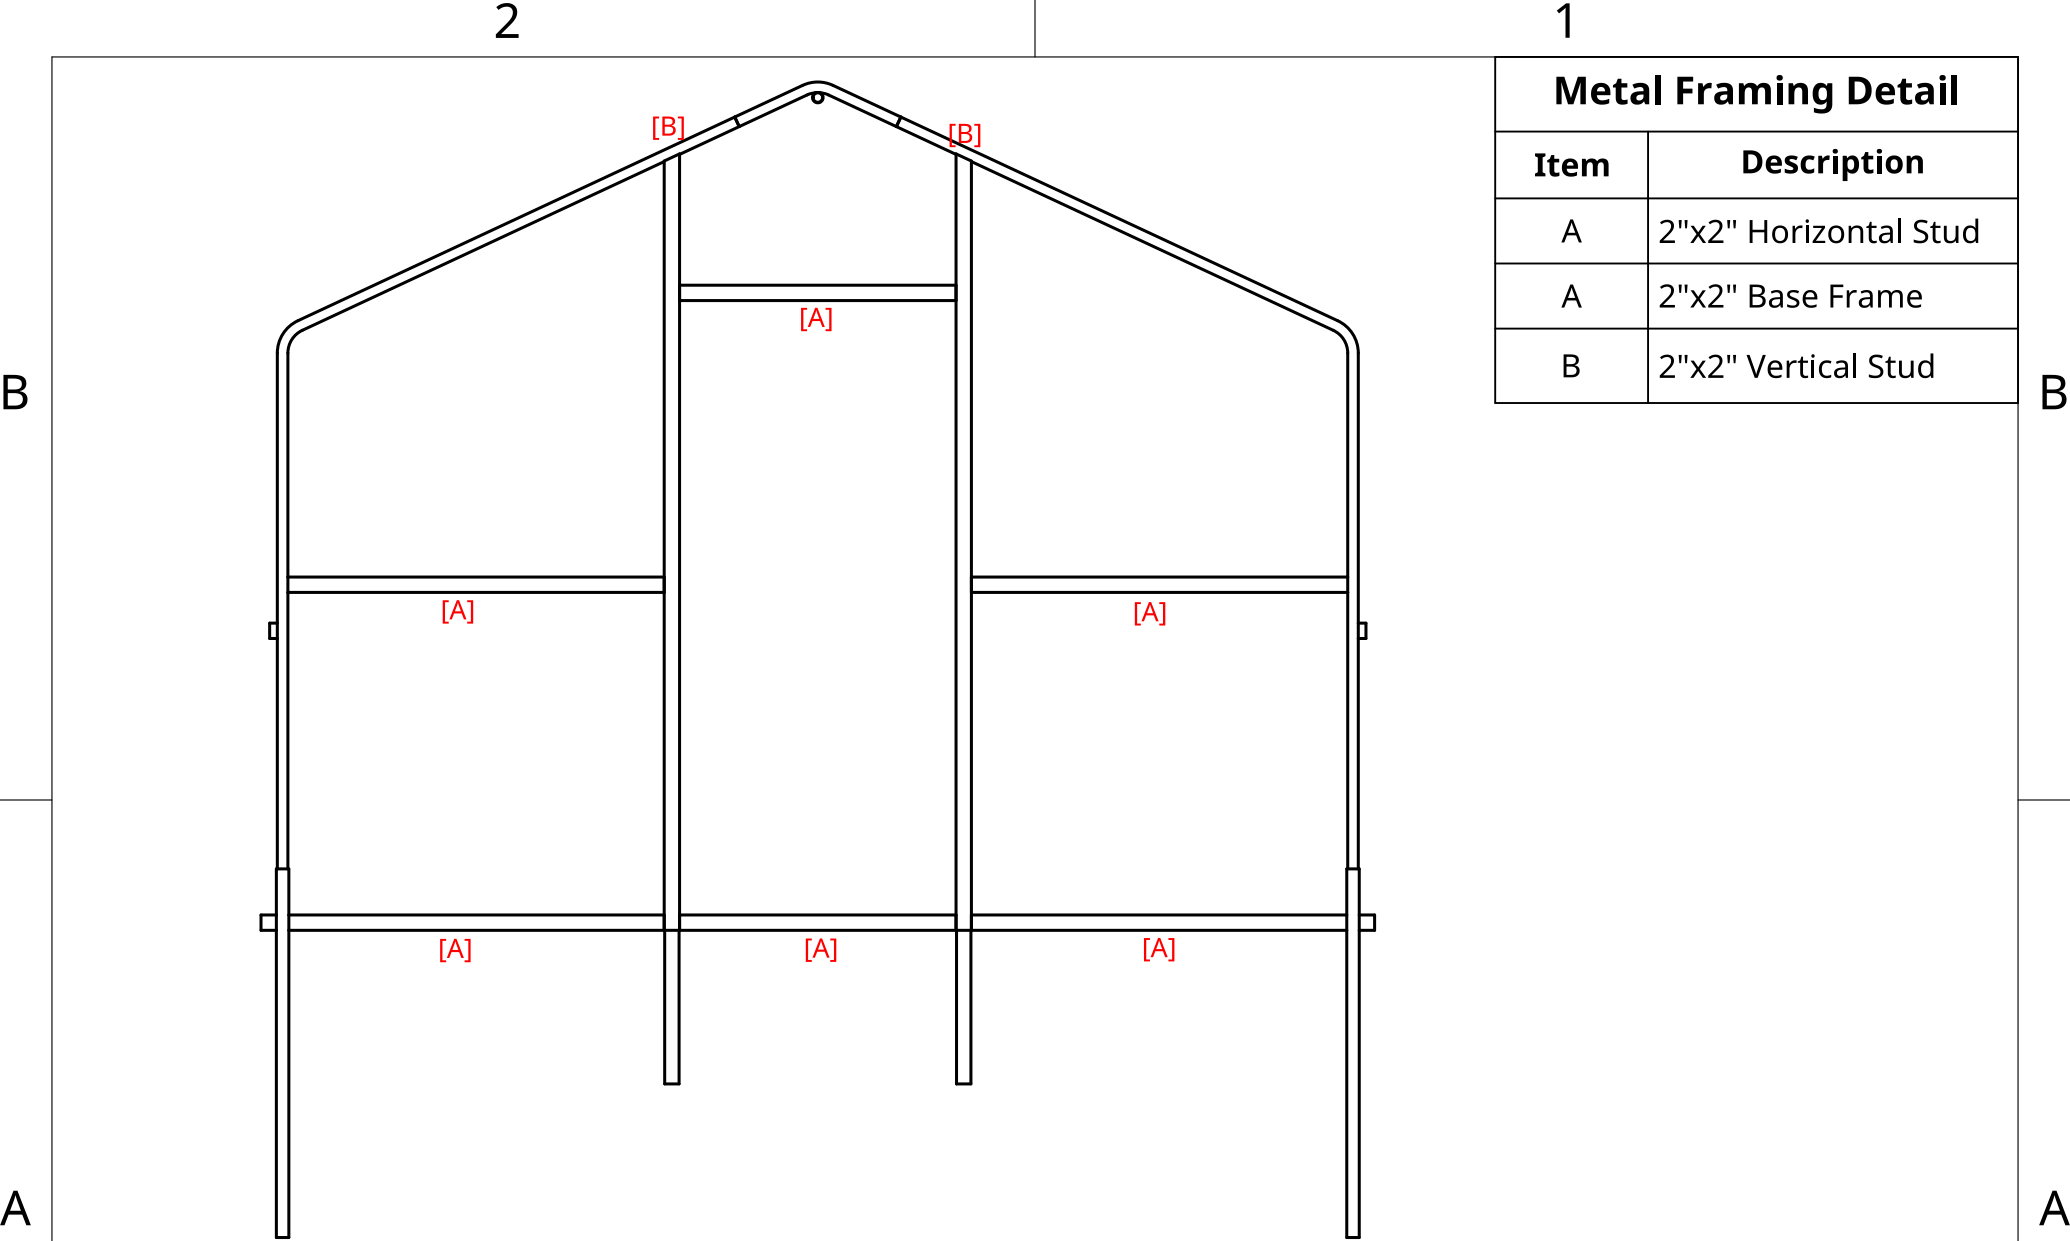 2 1
Metal Framing Detail
Item Description
A 2"x2" Horizontal Stud
A 2"x2" Base Frame
B 2"x2" Vertical Stud
[B] [B]
[A]
B B
[A] [A]
[A] [A] [A]
A A